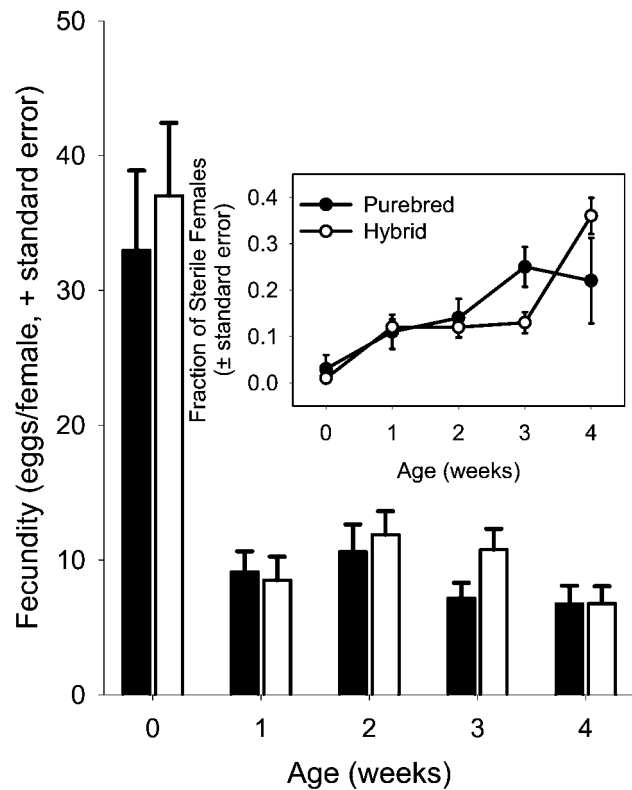 50
40
30
20
10
0
Fecundity (eggs/female, + standard error)
0 1 2 3 4
Age (weeks)
Fraction of Sterile Females
(± standard error)
0.4
0.3
0.2
0.1
0.0
Purebred
Hybrid
0 1 2 3 4
Age (weeks)